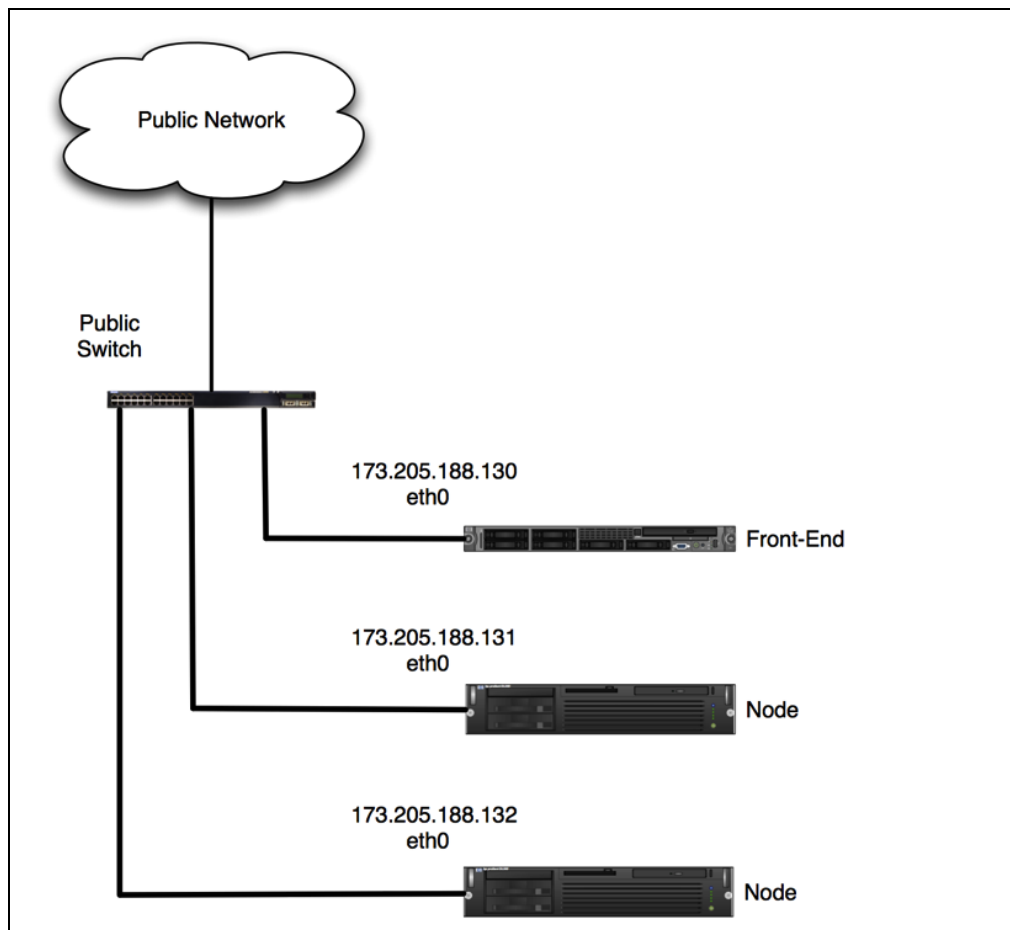 Public Network
Public
Switch
173.205.188.130
eth0
Front-End
173.205.188.131
eth0
Node
173.205.188.132
eth0
Node